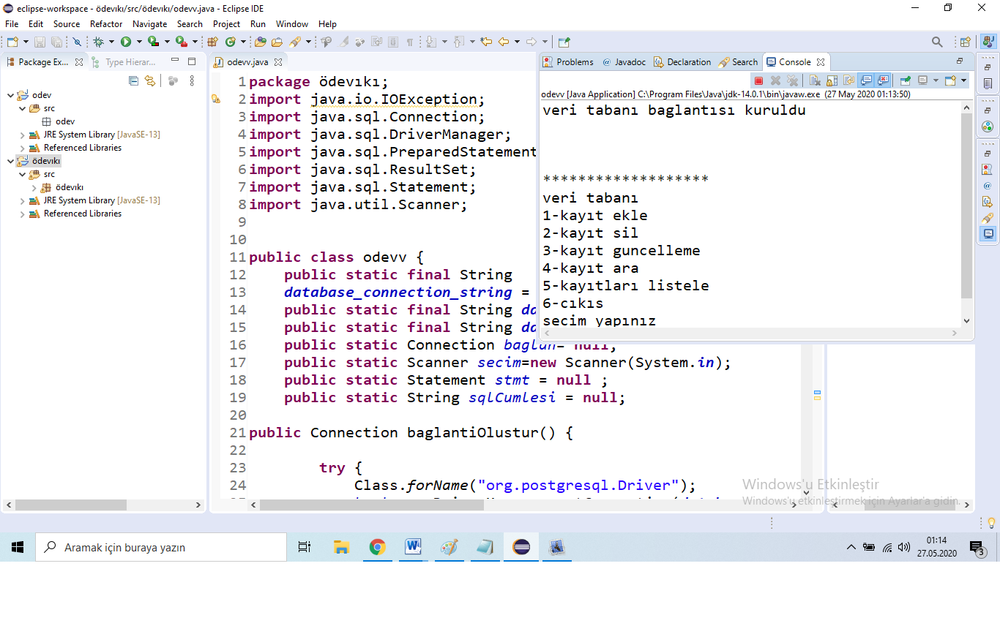 eclipse-workspace - ödevıkı/src/ödevıkı/odevv.java - Eclipse IDE
File Edit Source Refactor Navigate Search Project Run Window Help
Package Ex... Type Hierar...
odev
src
odev
JRE System Library [JavaSE-13]
Referenced Libraries
ödevıkı
src
ödevıkı
JRE System Library [JavaSE-13]
Referenced Libraries
odevv.java
1 package ödevıkı;
2 import java.io.IOException;
3 import java.sql.Connection;
4 import java.sql.DriverManager;
5 import java.sql.PreparedStatement
6 import java.sql.ResultSet;
7 import java.sql.Statement;
8 import java.util.Scanner;
9
10
11 public class odevv {
12 public static final String
13 database_connection_string =
14 public static final String da
15 public static final String da
16 public static Connection baglan= null;
17 public static Scanner secim=new Scanner(System.in);
18 public static Statement stmt = null ;
19 public static String sqlCumlesi = null;
20
21 public Connection baglantiOlustur() {
22
23 try {
24 Class.forName("org.postgresql.Driver");
Problems @ Javadoc Declaration Search Console
odevv [Java Application] C:\Program Files\Java\jdk-14.0.1\bin\javaw.exe (27 May 2020 01:13:50)
veri tabanı baglantısı kuruldu
*******************
veri tabanı
1-kayıt ekle
2-kayıt sil
3-kayıt guncelleme
4-kayıt ara
5-kayıtları listele
6-cıkıs
secim yapınız
Windows'u Etkinleştir
Windows'u etkinleştirmek için Ayarlar'a gidin.
Aramak için buraya yazın
01:14
27.05.2020
3